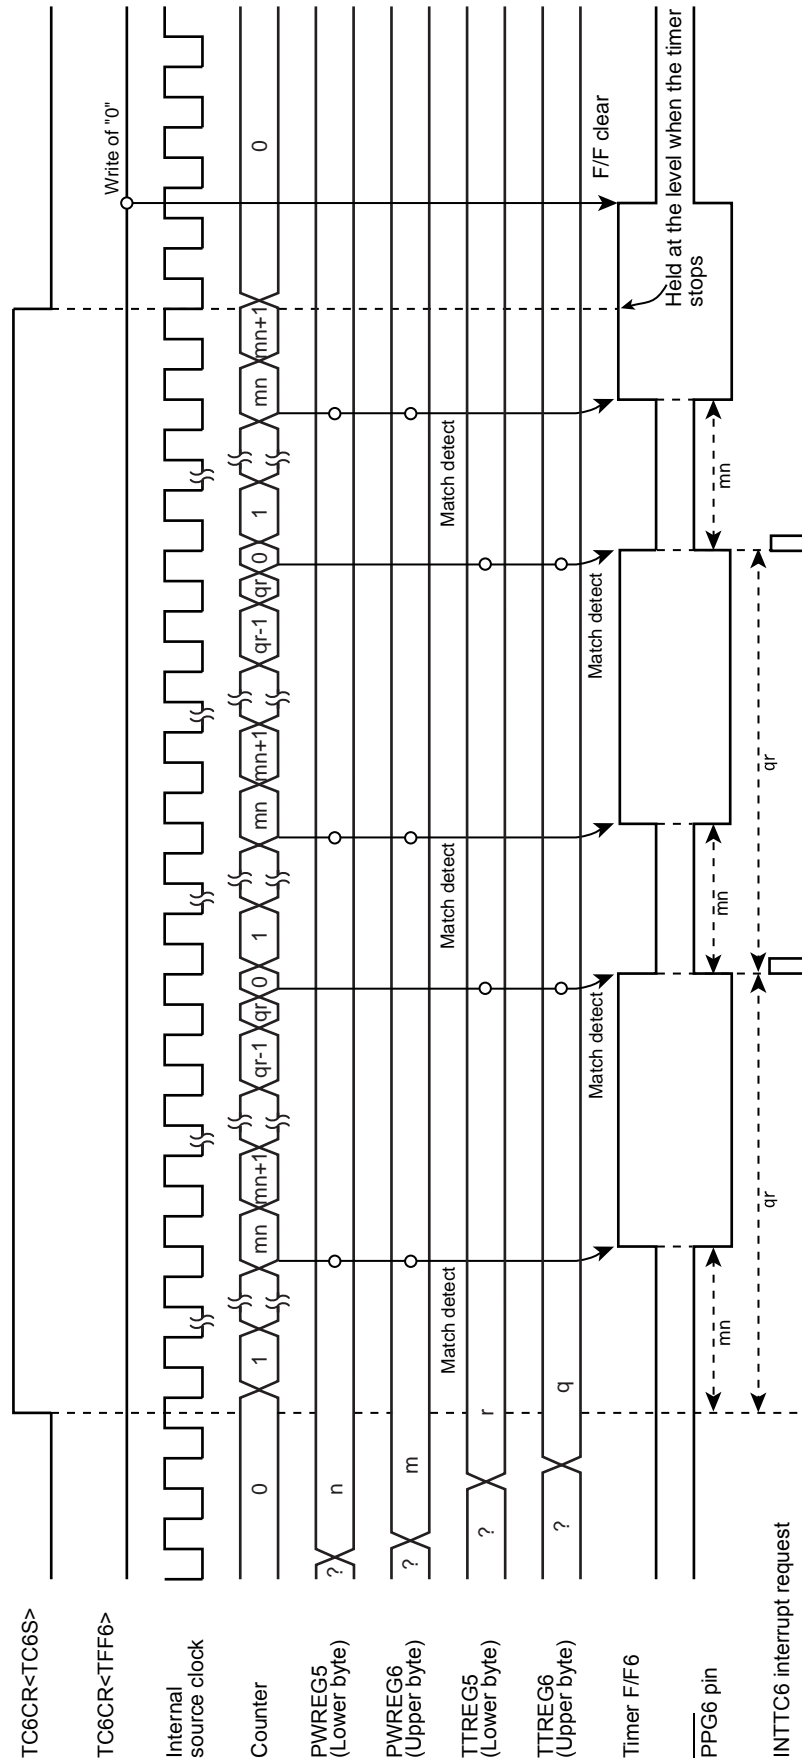 TC6CR<TC6S>
TC6CR<TFF6>
Write of "0"
Internal
source clock
Counter
0 1 mn mn+1 qr-1 qr 0 1 mn mn+1 qr-1 qr 0 1 mn mn+1 0
PWREG5
(Lower byte)
? n
PWREG6
(Upper byte)
? m
Match detect
Match detect
Match detect
TTREG5
(Lower byte)
? r
TTREG6
(Upper byte)
? q
Match detect
Match detect
F/F clear
Timer F/F6
Held at the level when the timer
stops
PPG6 pin
mn
mn
mn
qr
qr
INTTC6 interrupt request